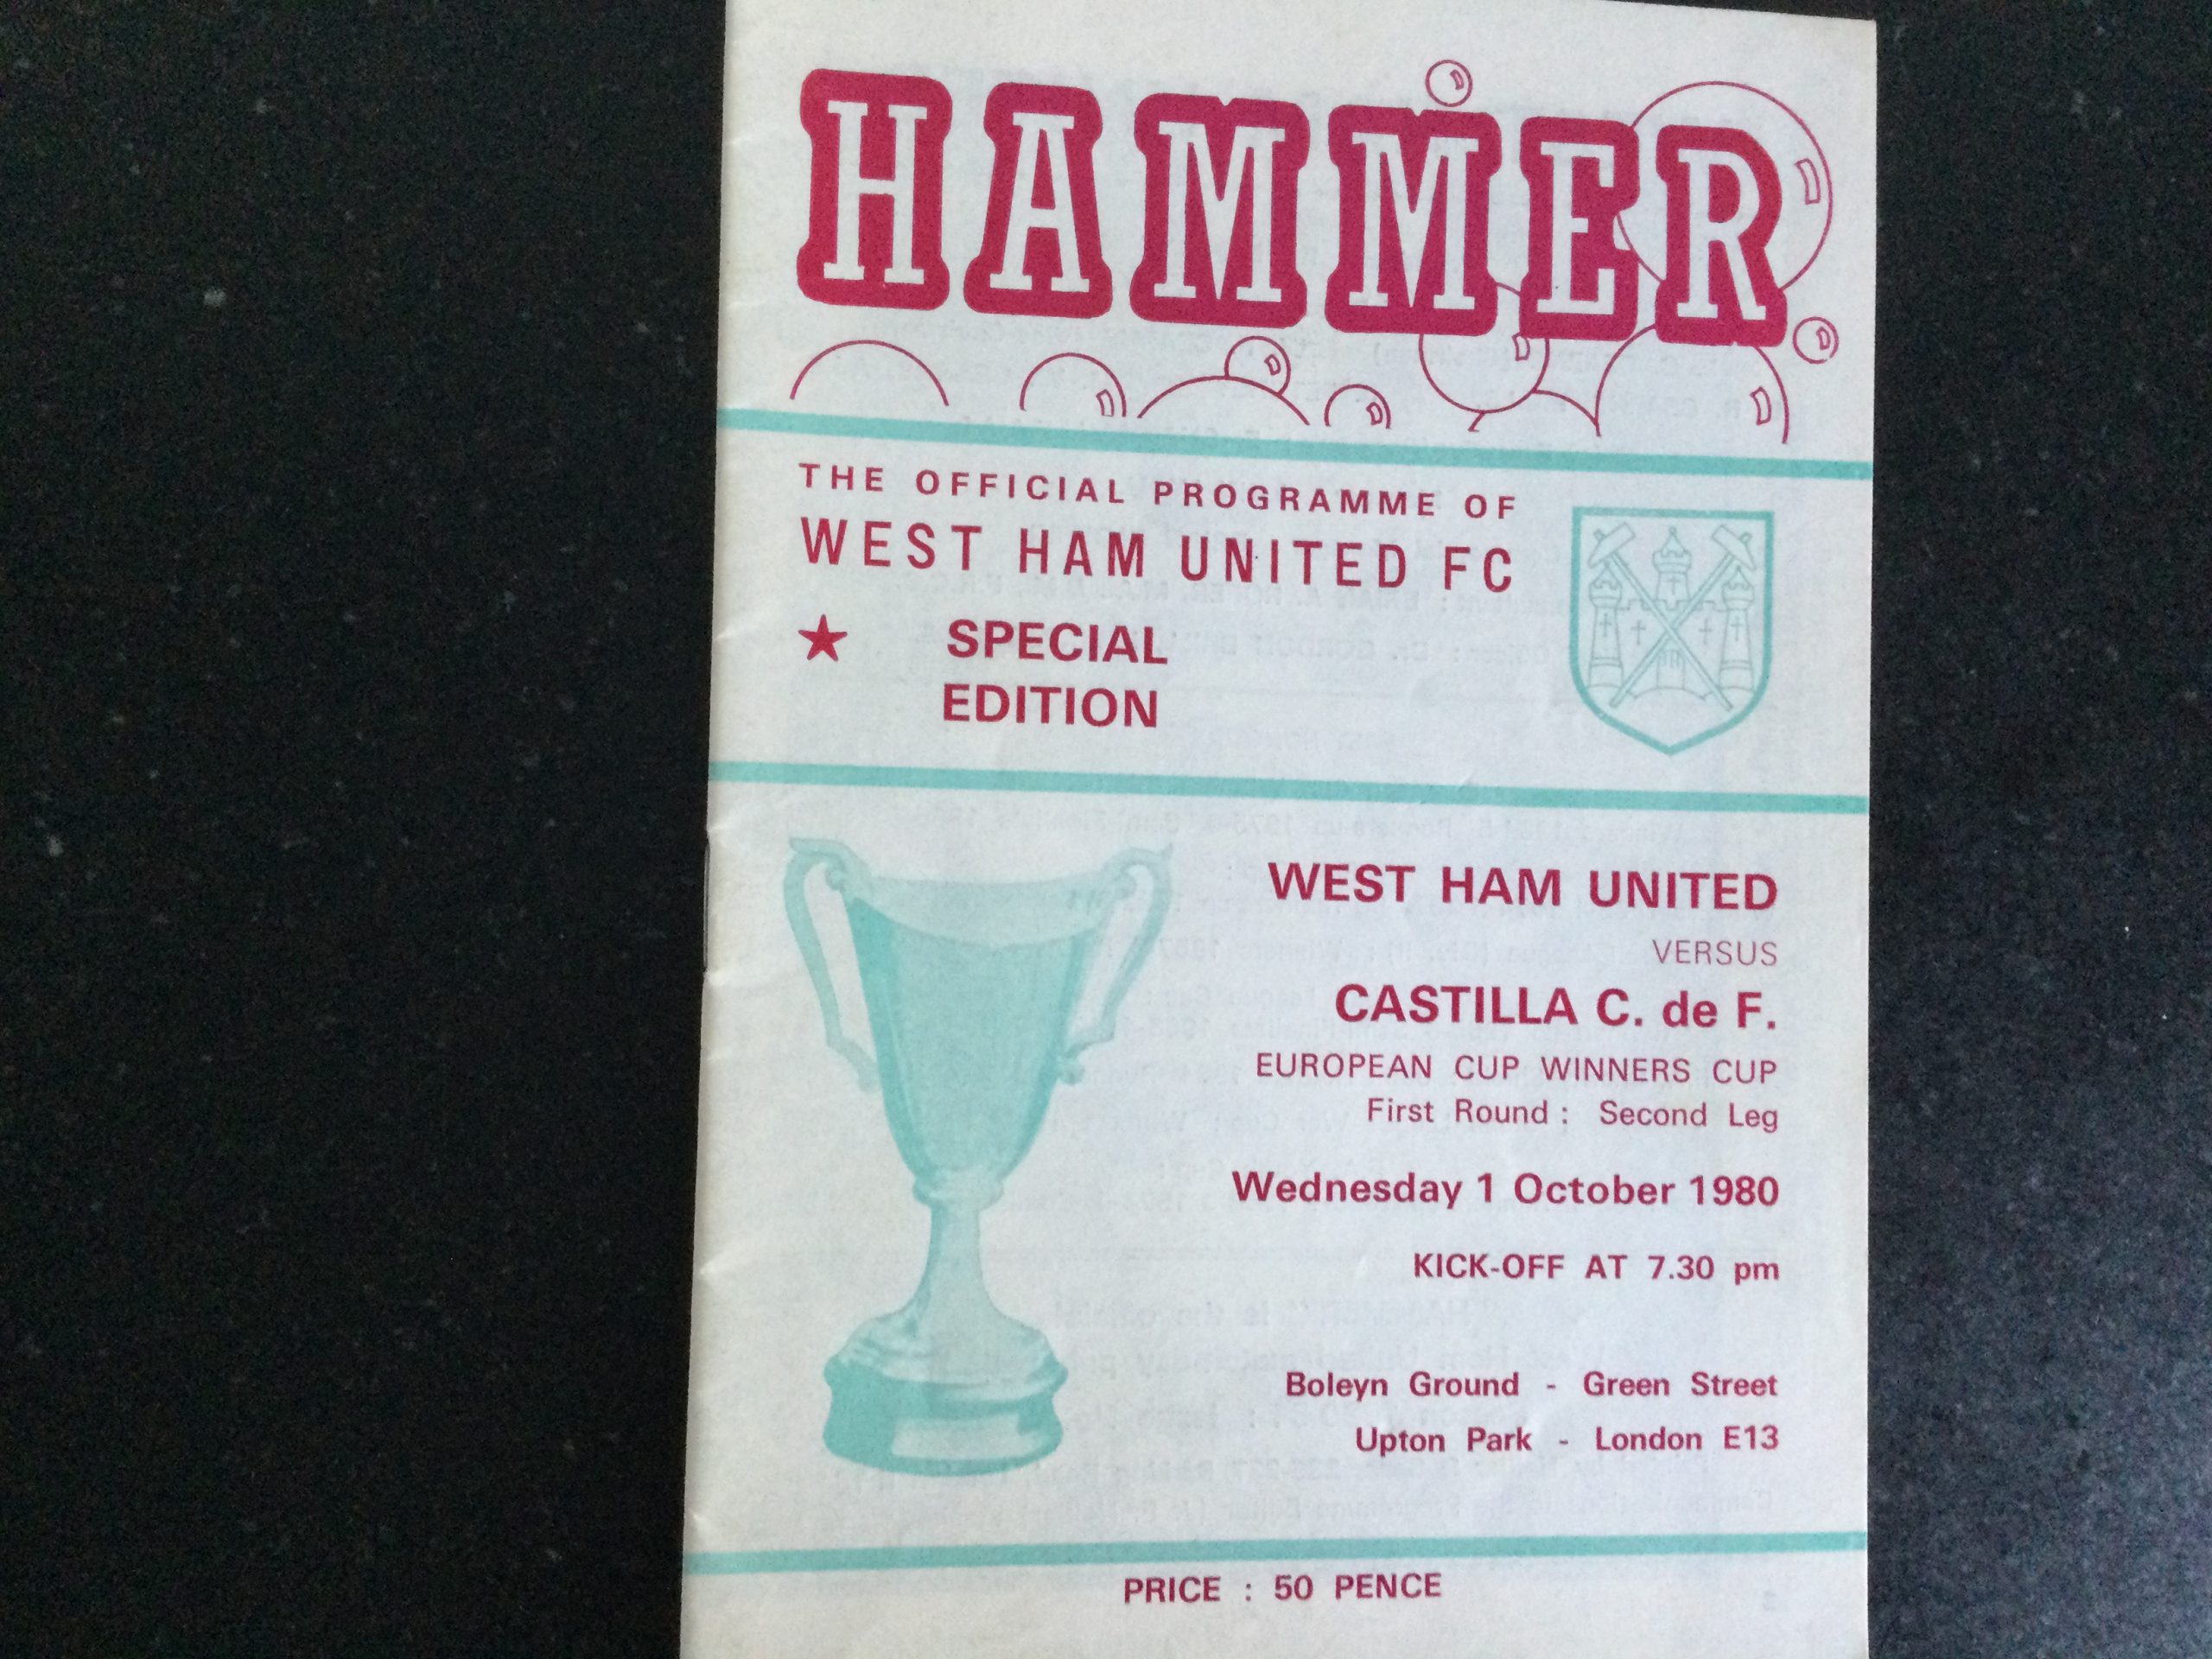 HAMMER
THE OFFICIAL PROGRAMME OF
WEST HAM UNITED FC
SPECIAL
EDITION
WEST HAM UNITED
VERSUS
CASTILLA C. de F.
EUROPEAN CUP WINNERS CUP
First Round : Second Leg
Wednesday 1 October 1980
KICK-OFF AT 7.30 pm
Boleyn Ground - Green Street
Upton Park - London E13
PRICE : 50 PENCE